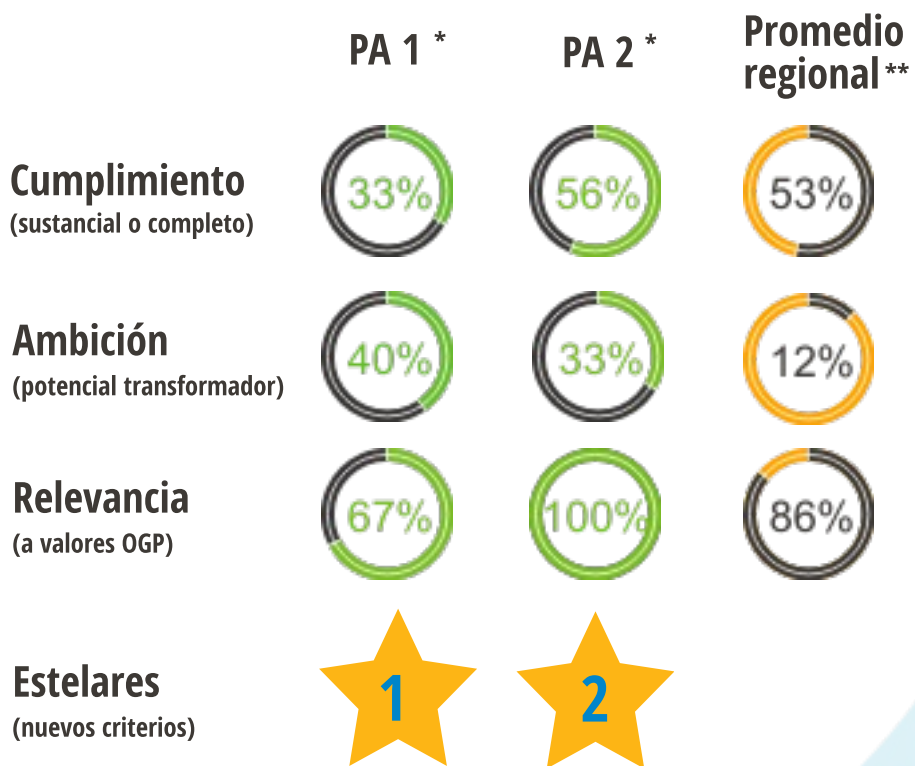 PA 1 * PA 2 * Promedio
regional **
Cumplimiento
(sustancial o completo)
33% 56% 53%
Ambición
(potencial transformador)
40% 33% 12%
Relevancia
(a valores OGP)
67% 100% 86%
Estelares
(nuevos criterios)
1 2